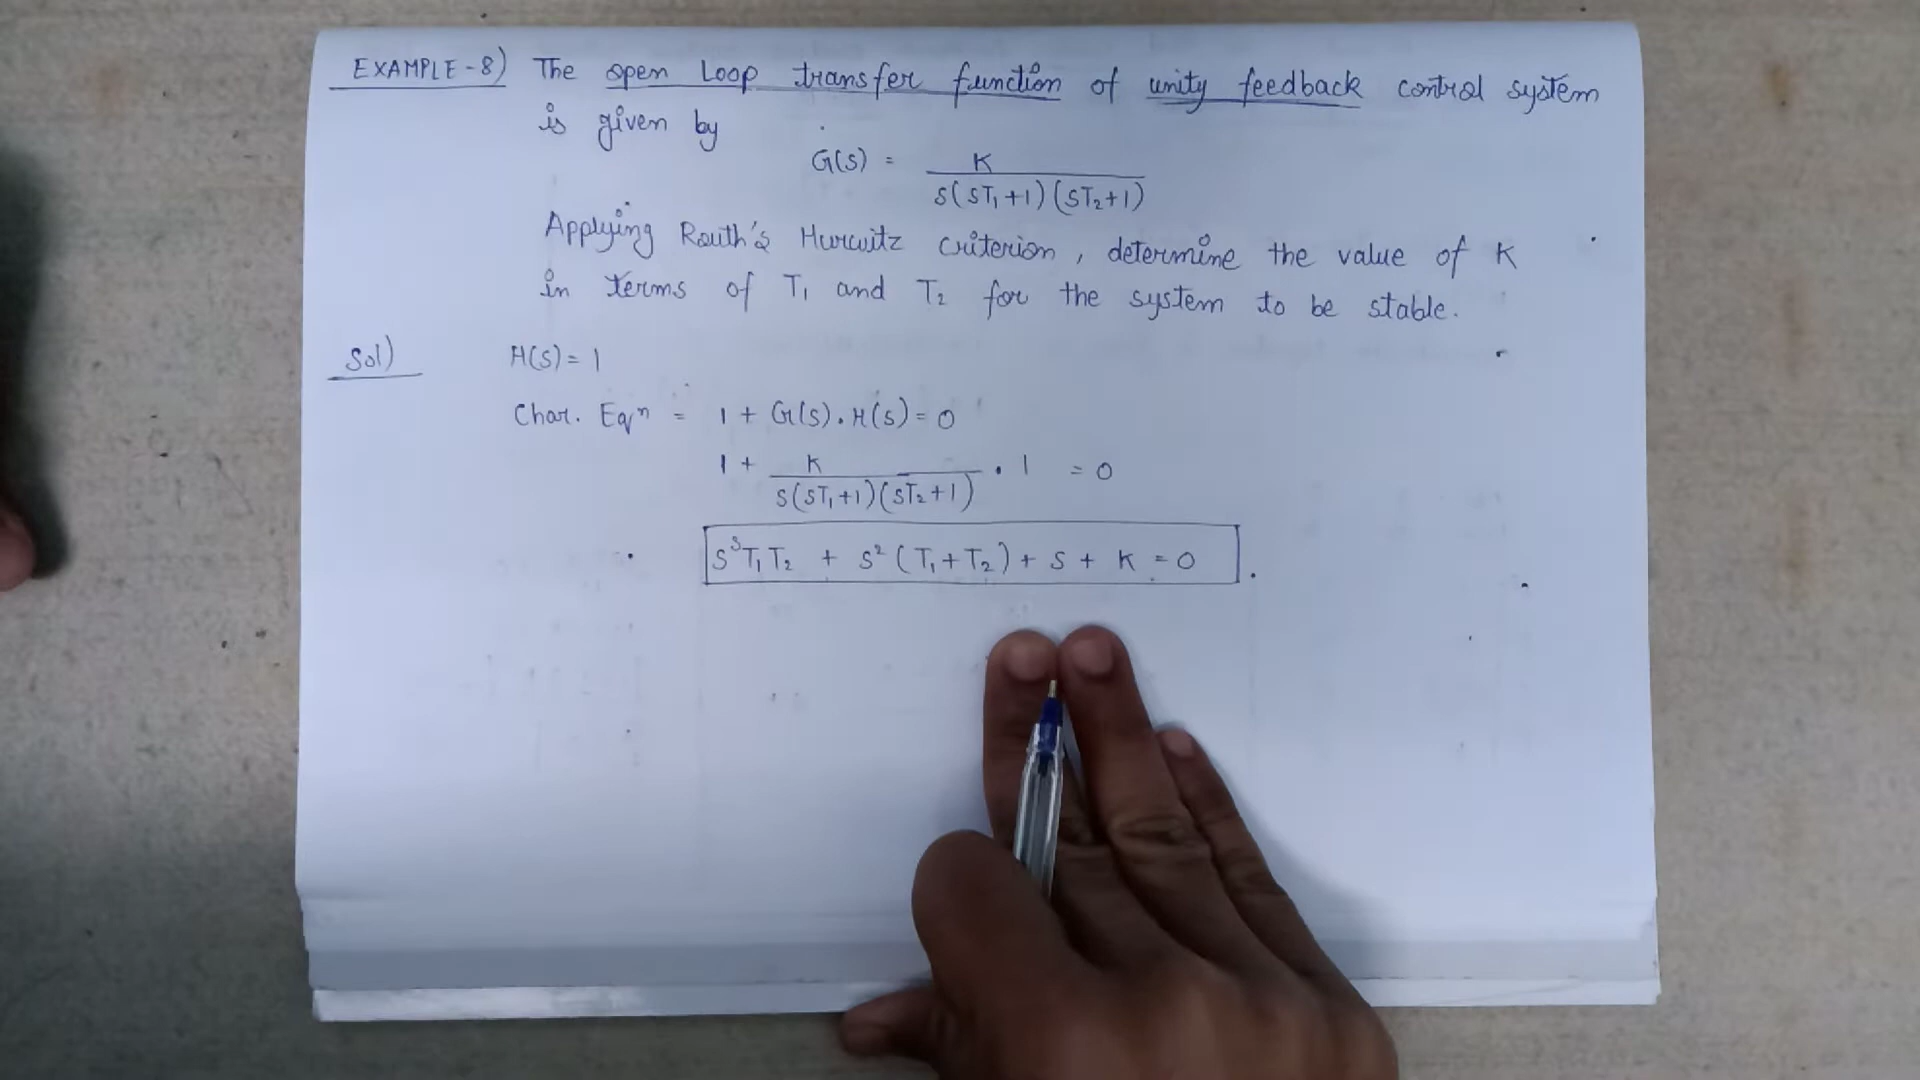 EXAMPLE-8) The open Loop transfer function of unity feedback control system
is given by
G(s) = K / s(sT₁+1)(sT₂+1)
Applying Routh's Hurwitz criterion, determine the value of K
in terms of T₁ and T₂ for the system to be stable.
Sol) H(s) = 1
Char. Eqⁿ = 1 + G(s).H(s) = 0
1 + K / s(sT₁+1)(sT₂+1) . 1 = 0
s³T₁T₂ + s²(T₁+T₂) + s + K = 0